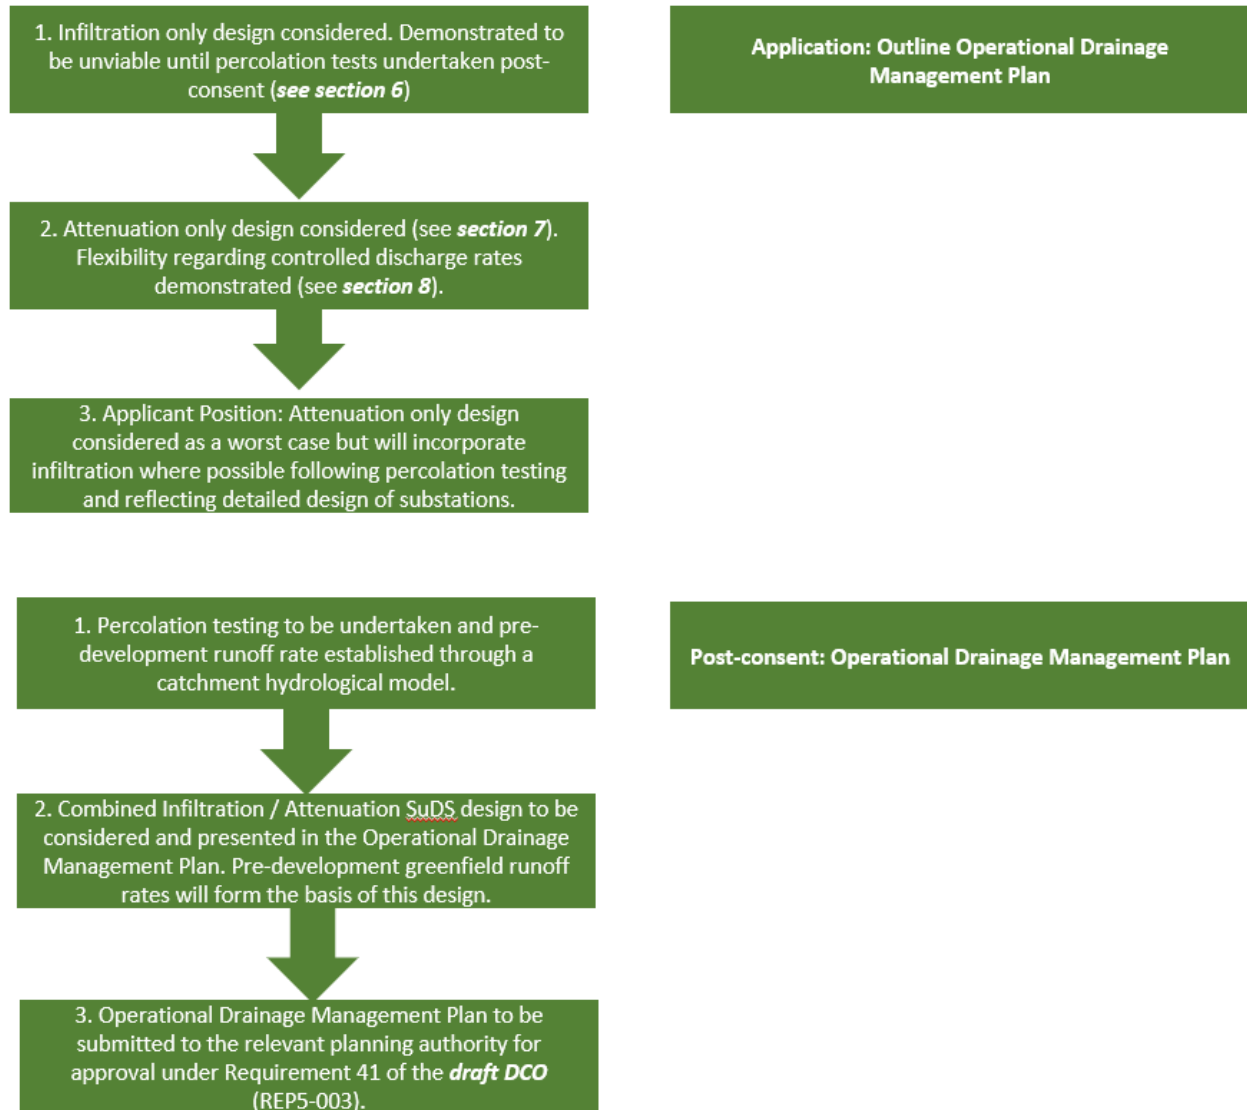 1. Infiltration only design considered. Demonstrated to
be unviable until percolation tests undertaken post-
consent (see section 6)
Application: Outline Operational Drainage
Management Plan
2. Attenuation only design considered (see section 7).
Flexibility regarding controlled discharge rates
demonstrated (see section 8).
3. Applicant Position: Attenuation only design
considered as a worst case but will incorporate
infiltration where possible following percolation testing
and reflecting detailed design of substations.
1. Percolation testing to be undertaken and pre-
development runoff rate established through a
catchment hydrological model.
Post-consent: Operational Drainage Management Plan
2. Combined Infiltration / Attenuation SuDS design to be
considered and presented in the Operational Drainage
Management Plan. Pre-development greenfield runoff
rates will form the basis of this design.
3. Operational Drainage Management Plan to be
submitted to the relevant planning authority for
approval under Requirement 41 of the draft DCO
(REP5-003).